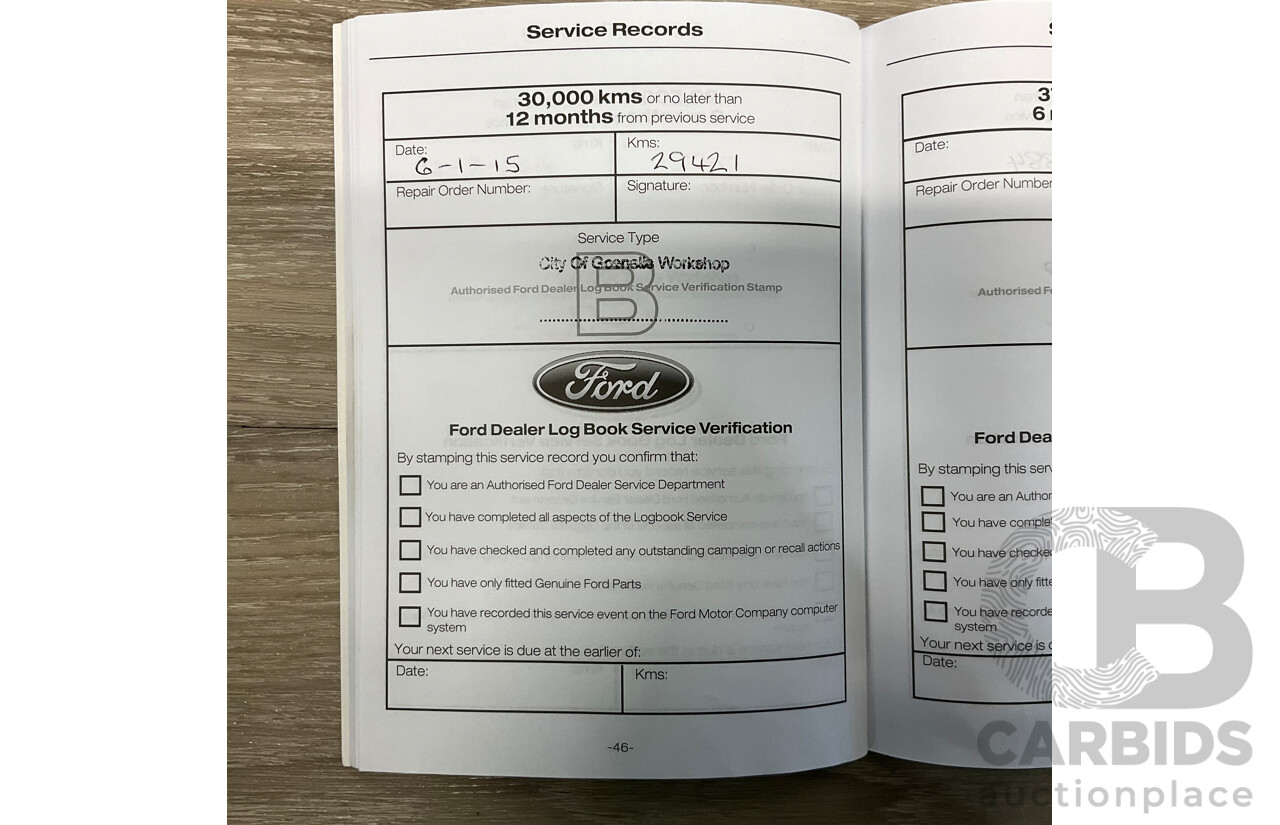 Service Records
30,000 kms or no later than
12 months from previous service
Date:
6-1-15
Kms:
29421
Repair Order Number:
Signature:
Service Type
City Of Workshop
B
Authorised Ford Dealer Log Book Service Verification Stamp
Ford
Ford Dealer Log Book Service Verification
By stamping this service record you confirm that:
You are an Authorised Ford Dealer Service Department
You have completed all aspects of the Logbook Service
You have checked and completed any outstanding campaign or recall actions
You have only fitted Genuine Ford Parts
You have recorded this service event on the Ford Motor Company computer
system
Your next service is due at the earlier of:
Date:
Kms:
-46-
S
3
6
Date:
Repair Order Number
Authorised F
Ford Dea
By stamping this ser
You are an Author
You have comple
You have checke
You have only fitte
You have recorde
system
Your next service is
Date:
CB
CARBIDS
auctionplace